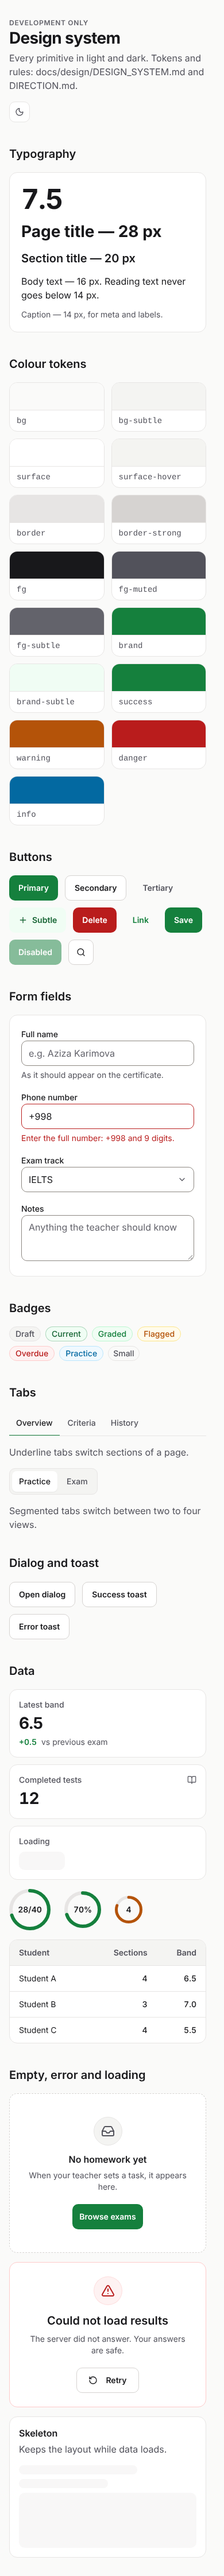 DEVELOPMENT ONLY
Design system
Every primitive in light and dark. Tokens and
rules: docs/design/DESIGN_SYSTEM.md and
DIRECTION.md.
Typography
7.5
Page title — 28 px
Section title — 20 px
Body text — 16 px. Reading text never
goes below 14 px.
Caption — 14 px, for meta and labels.
Colour tokens
bg
bg-subtle
surface
surface-hover
border
border-strong
fg
fg-muted
fg-subtle
brand
brand-subtle
success
warning
danger
info
Buttons
Primary
Secondary
Tertiary
Subtle
Delete
Link
Save
Disabled
Form fields
Full name
e.g. Aziza Karimova
As it should appear on the certificate.
Phone number
+998
Enter the full number: +998 and 9 digits.
Exam track
IELTS
Notes
Anything the teacher should know
Badges
Draft
Current
Graded
Flagged
Overdue
Practice
Small
Tabs
Overview
Criteria
History
Underline tabs switch sections of a page.
Practice
Exam
Segmented tabs switch between two to four
views.
Dialog and toast
Open dialog
Success toast
Error toast
Data
Latest band
6.5
+0.5 vs previous exam
Completed tests
12
Loading
28/40
70%
4
Student Sections Band
Student A 4 6.5
Student B 3 7.0
Student C 4 5.5
Empty, error and loading
No homework yet
When your teacher sets a task, it appears
here.
Browse exams
Could not load results
The server did not answer. Your answers
are safe.
Retry
Skeleton
Keeps the layout while data loads.